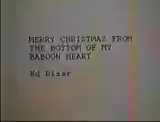 MERRY CHRISTMAS FROM
THE BOTTOM OF MY
BABOON HEART
Ed Rizer